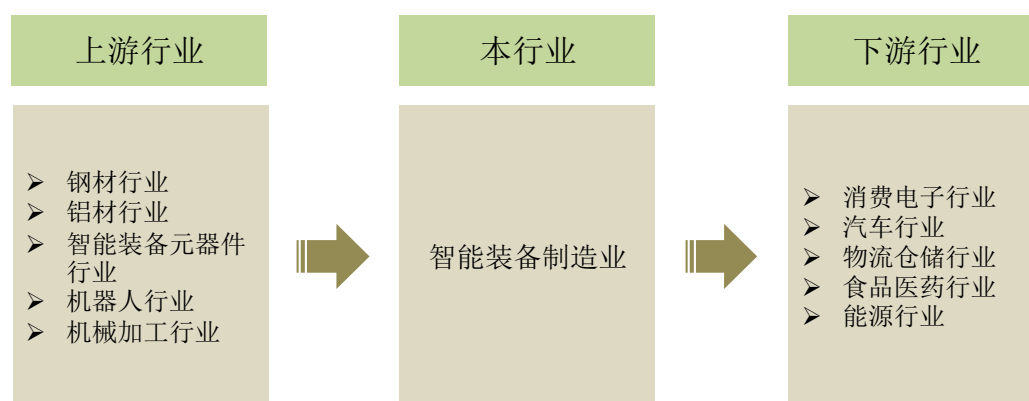 上游行业
本行业
下游行业
➢ 钢材行业
➢ 铝材行业
➢ 智能装备元器件
行业
➢ 机器人行业
➢ 机械加工行业
智能装备制造业
➢ 消费电子行业
➢ 汽车行业
➢ 物流仓储行业
➢ 食品医药行业
➢ 能源行业